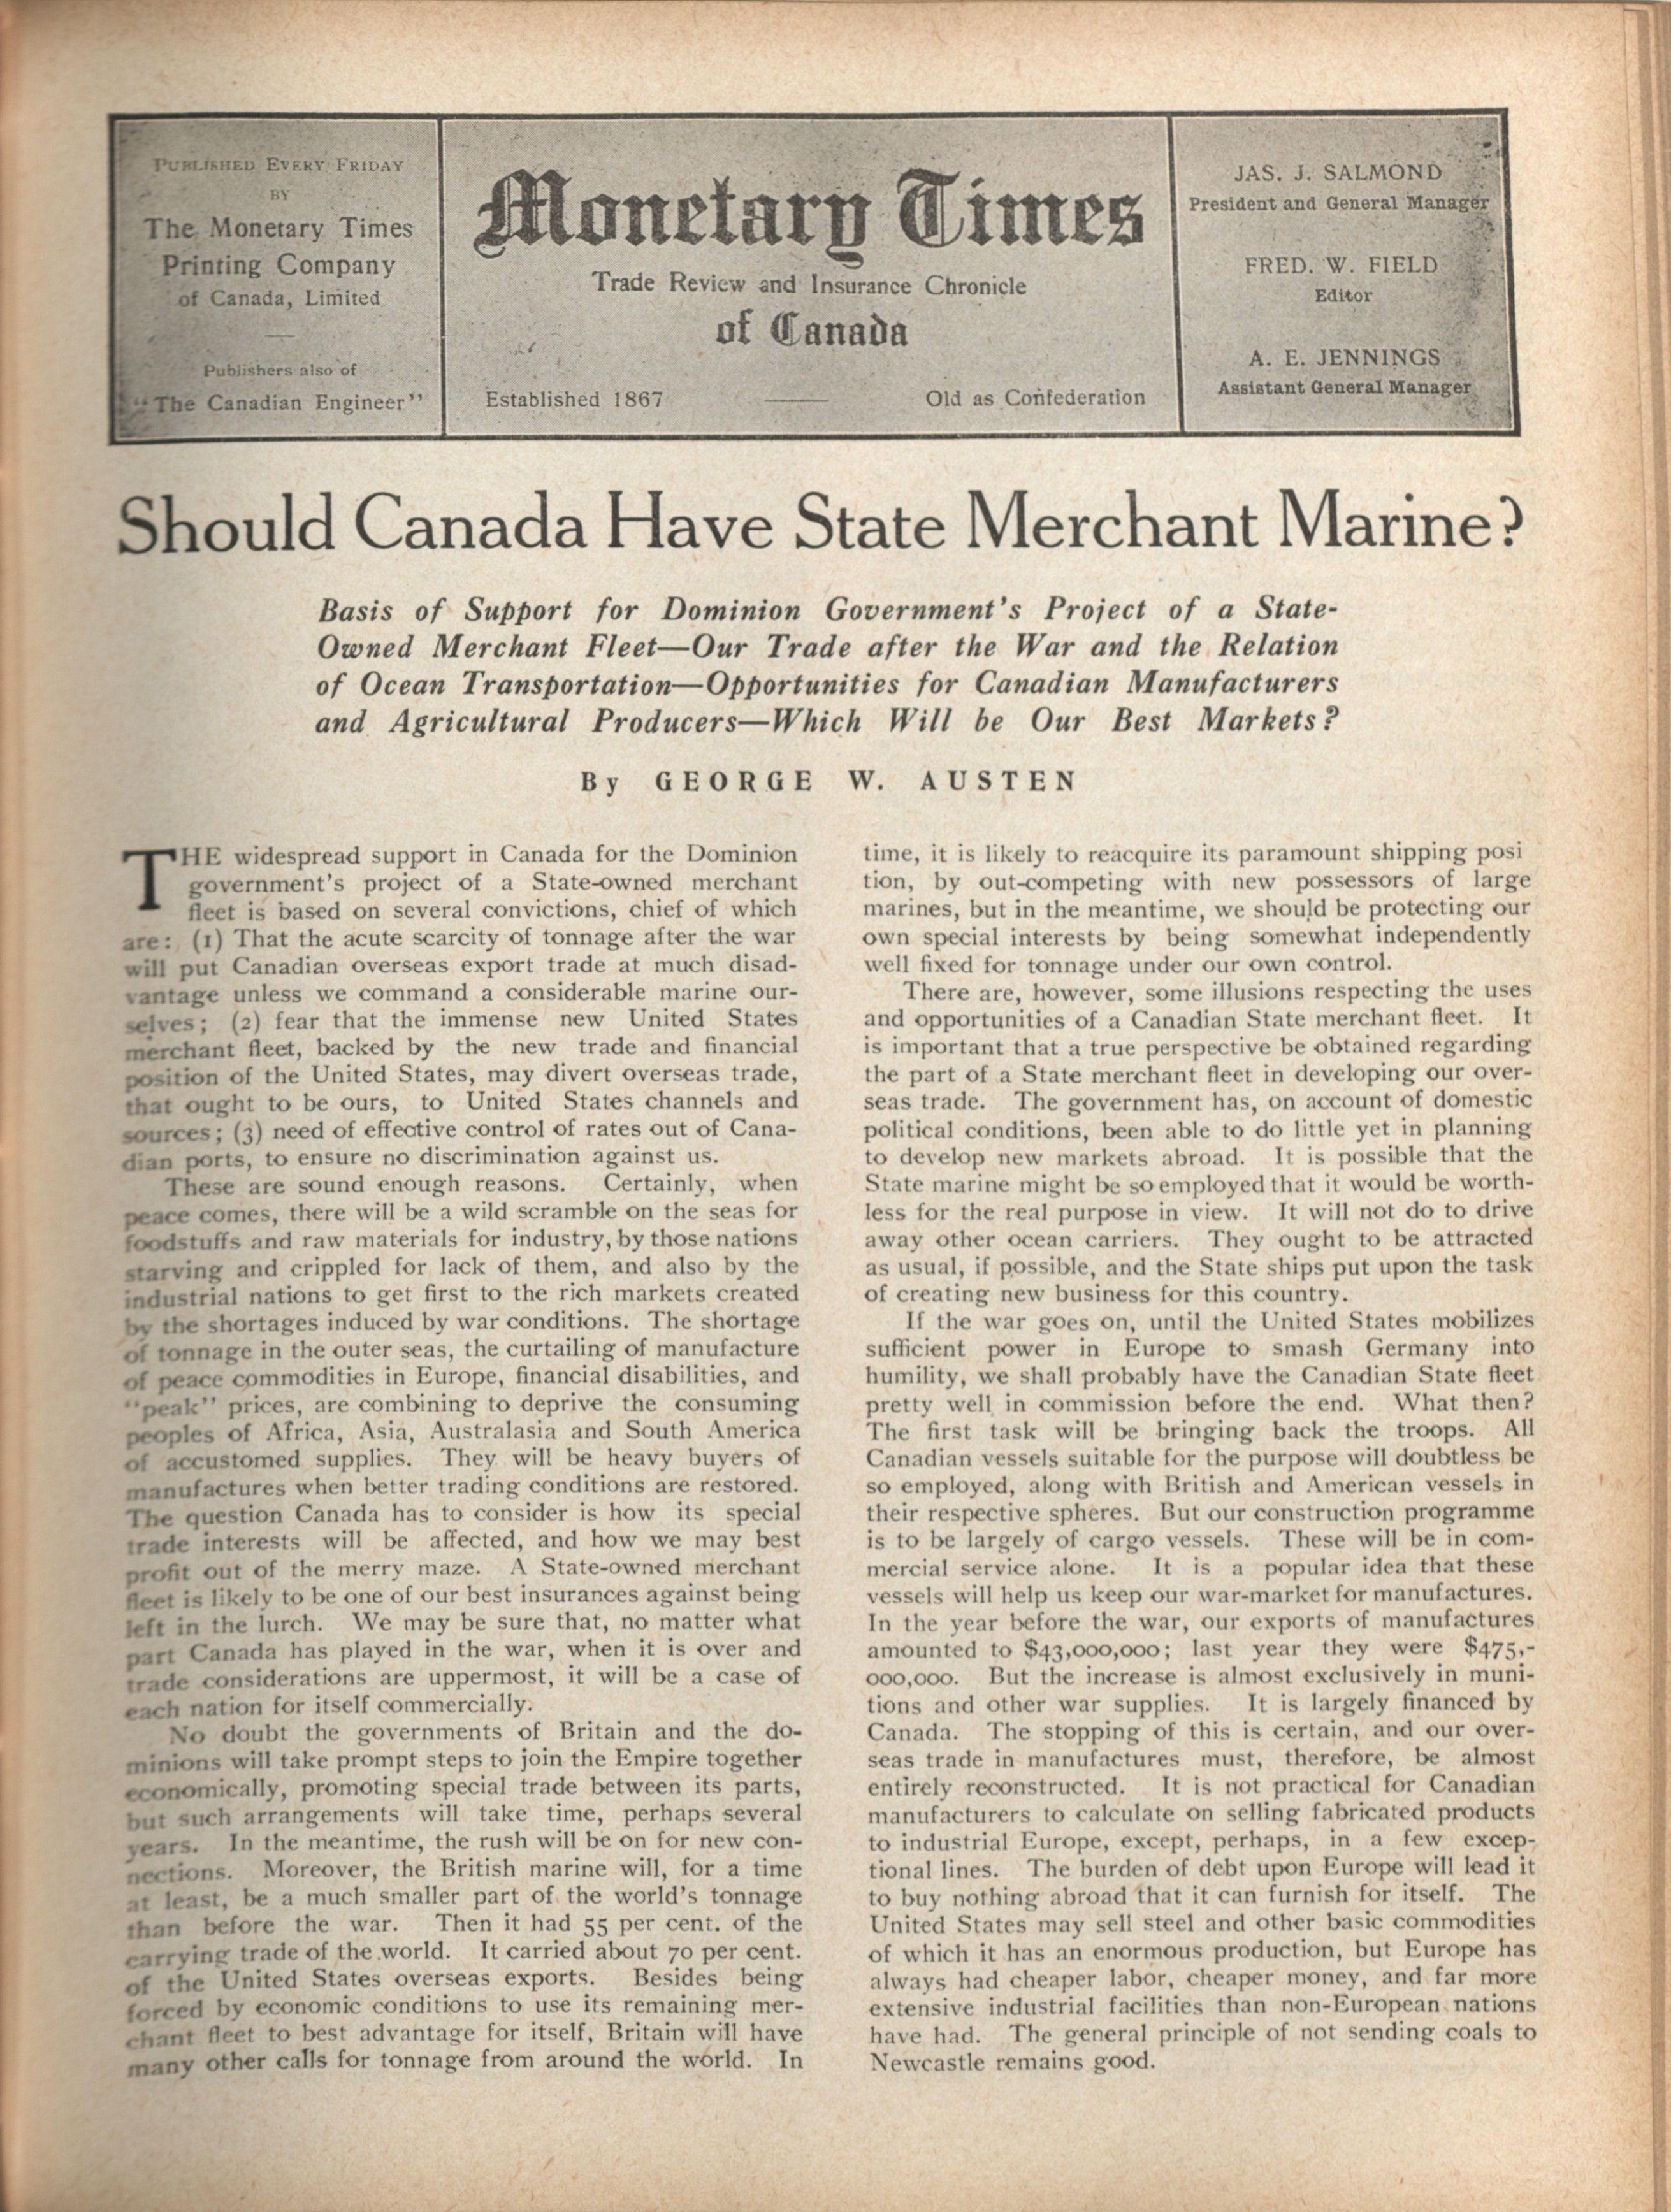 PUBLISHED EVERY FRIDAY
BY
The Monetary Times
Printing Company
of Canada, Limited
Publishers also of
"The Canadian Engineer"
Monetary Times
Trade Review and Insurance Chronicle
of Canada
Established 1867
Old as Confederation
JAS. J. SALMOND
President and General Manager
FRED. W. FIELD
Editor
A. E. JENNINGS
Assistant General Manager
Should Canada Have State Merchant Marine?
Basis of Support for Dominion Government's Project of a State-
Owned Merchant Fleet—Our Trade after the War and the Relation
of Ocean Transportation—Opportunities for Canadian Manufacturers
and Agricultural Producers—Which Will be Our Best Markets?
By GEORGE W. AUSTEN
THE widespread support in Canada for the Dominion
government's project of a State-owned merchant
fleet is based on several convictions, chief of which
are: (1) That the acute scarcity of tonnage after the war
will put Canadian overseas export trade at much disad-
vantage unless we command a considerable marine our-
selves; (2) fear that the immense new United States
merchant fleet, backed by the new trade and financial
position of the United States, may divert overseas trade,
that ought to be ours, to United States channels and
sources; (3) need of effective control of rates out of Cana-
dian ports, to ensure no discrimination against us.
These are sound enough reasons. Certainly, when
peace comes, there will be a wild scramble on the seas for
foodstuffs and raw materials for industry, by those nations
starving and crippled for lack of them, and also by the
industrial nations to get first to the rich markets created
by the shortages induced by war conditions. The shortage
of tonnage in the outer seas, the curtailing of manufacture
of peace commodities in Europe, financial disabilities, and
"peak" prices, are combining to deprive the consuming
peoples of Africa, Asia, Australasia and South America
of accustomed supplies. They will be heavy buyers of
manufactures when better trading conditions are restored.
The question Canada has to consider is how its special
trade interests will be affected, and how we may best
profit out of the merry maze. A State-owned merchant
fleet is likely to be one of our best insurances against being
left in the lurch. We may be sure that, no matter what
part Canada has played in the war, when it is over and
trade considerations are uppermost, it will be a case of
each nation for itself commercially.
No doubt the governments of Britain and the do-
minions will take prompt steps to join the Empire together
economically, promoting special trade between its parts,
but such arrangements will take time, perhaps several
years. In the meantime, the rush will be on for new con-
nections. Moreover, the British marine will, for a time
at least, be a much smaller part of the world's tonnage
than before the war. Then it had 55 per cent. of the
carrying trade of the world. It carried about 70 per cent.
of the United States overseas exports. Besides being
forced by economic conditions to use its remaining mer-
chant fleet to best advantage for itself, Britain will have
many other calls for tonnage from around the world. In
time, it is likely to reacquire its paramount shipping posi
tion, by out-competing with new possessors of large
marines, but in the meantime, we should be protecting our
own special interests by being somewhat independently
well fixed for tonnage under our own control.
There are, however, some illusions respecting the uses
and opportunities of a Canadian State merchant fleet. It
is important that a true perspective be obtained regarding
the part of a State merchant fleet in developing our over-
seas trade. The government has, on account of domestic
political conditions, been able to do little yet in planning
to develop new markets abroad. It is possible that the
State marine might be so employed that it would be worth-
less for the real purpose in view. It will not do to drive
away other ocean carriers. They ought to be attracted
as usual, if possible, and the State ships put upon the task
of creating new business for this country.
If the war goes on, until the United States mobilizes
sufficient power in Europe to smash Germany into
humility, we shall probably have the Canadian State fleet
pretty well in commission before the end. What then?
The first task will be bringing back the troops. All
Canadian vessels suitable for the purpose will doubtless be
so employed, along with British and American vessels in
their respective spheres. But our construction programme
is to be largely of cargo vessels. These will be in com-
mercial service alone. It is a popular idea that these
vessels will help us keep our war-market for manufactures.
In the year before the war, our exports of manufactures
amounted to $43,000,000; last year they were $475,-
000,000. But the increase is almost exclusively in muni-
tions and other war supplies. It is largely financed by
Canada. The stopping of this is certain, and our over-
seas trade in manufactures must, therefore, be almost
entirely reconstructed. It is not practical for Canadian
manufacturers to calculate on selling fabricated products
to industrial Europe, except, perhaps, in a few excep-
tional lines. The burden of debt upon Europe will lead it
to buy nothing abroad that it can furnish for itself. The
United States may sell steel and other basic commodities
of which it has an enormous production, but Europe has
always had cheaper labor, cheaper money, and far more
extensive industrial facilities than non-European nations
have had. The general principle of not sending coals to
Newcastle remains good.